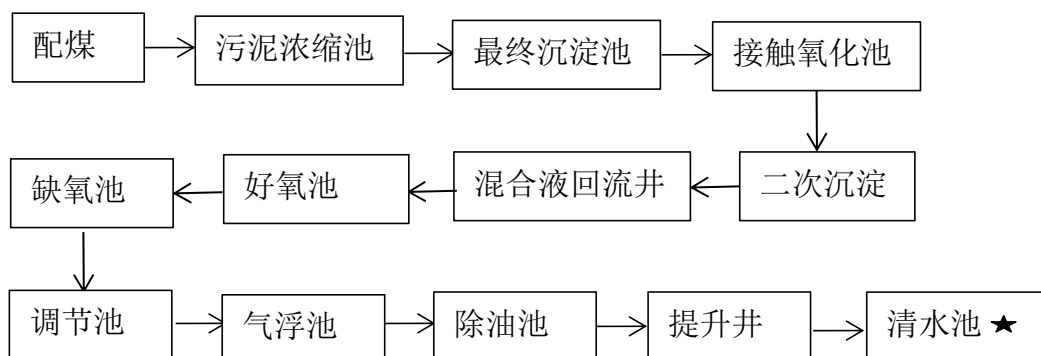 配煤
污泥浓缩池
最终沉淀池
接触氧化池
缺氧池
好氧池
混合液回流井
二次沉淀
调节池
气浮池
除油池
提升井
清水池★